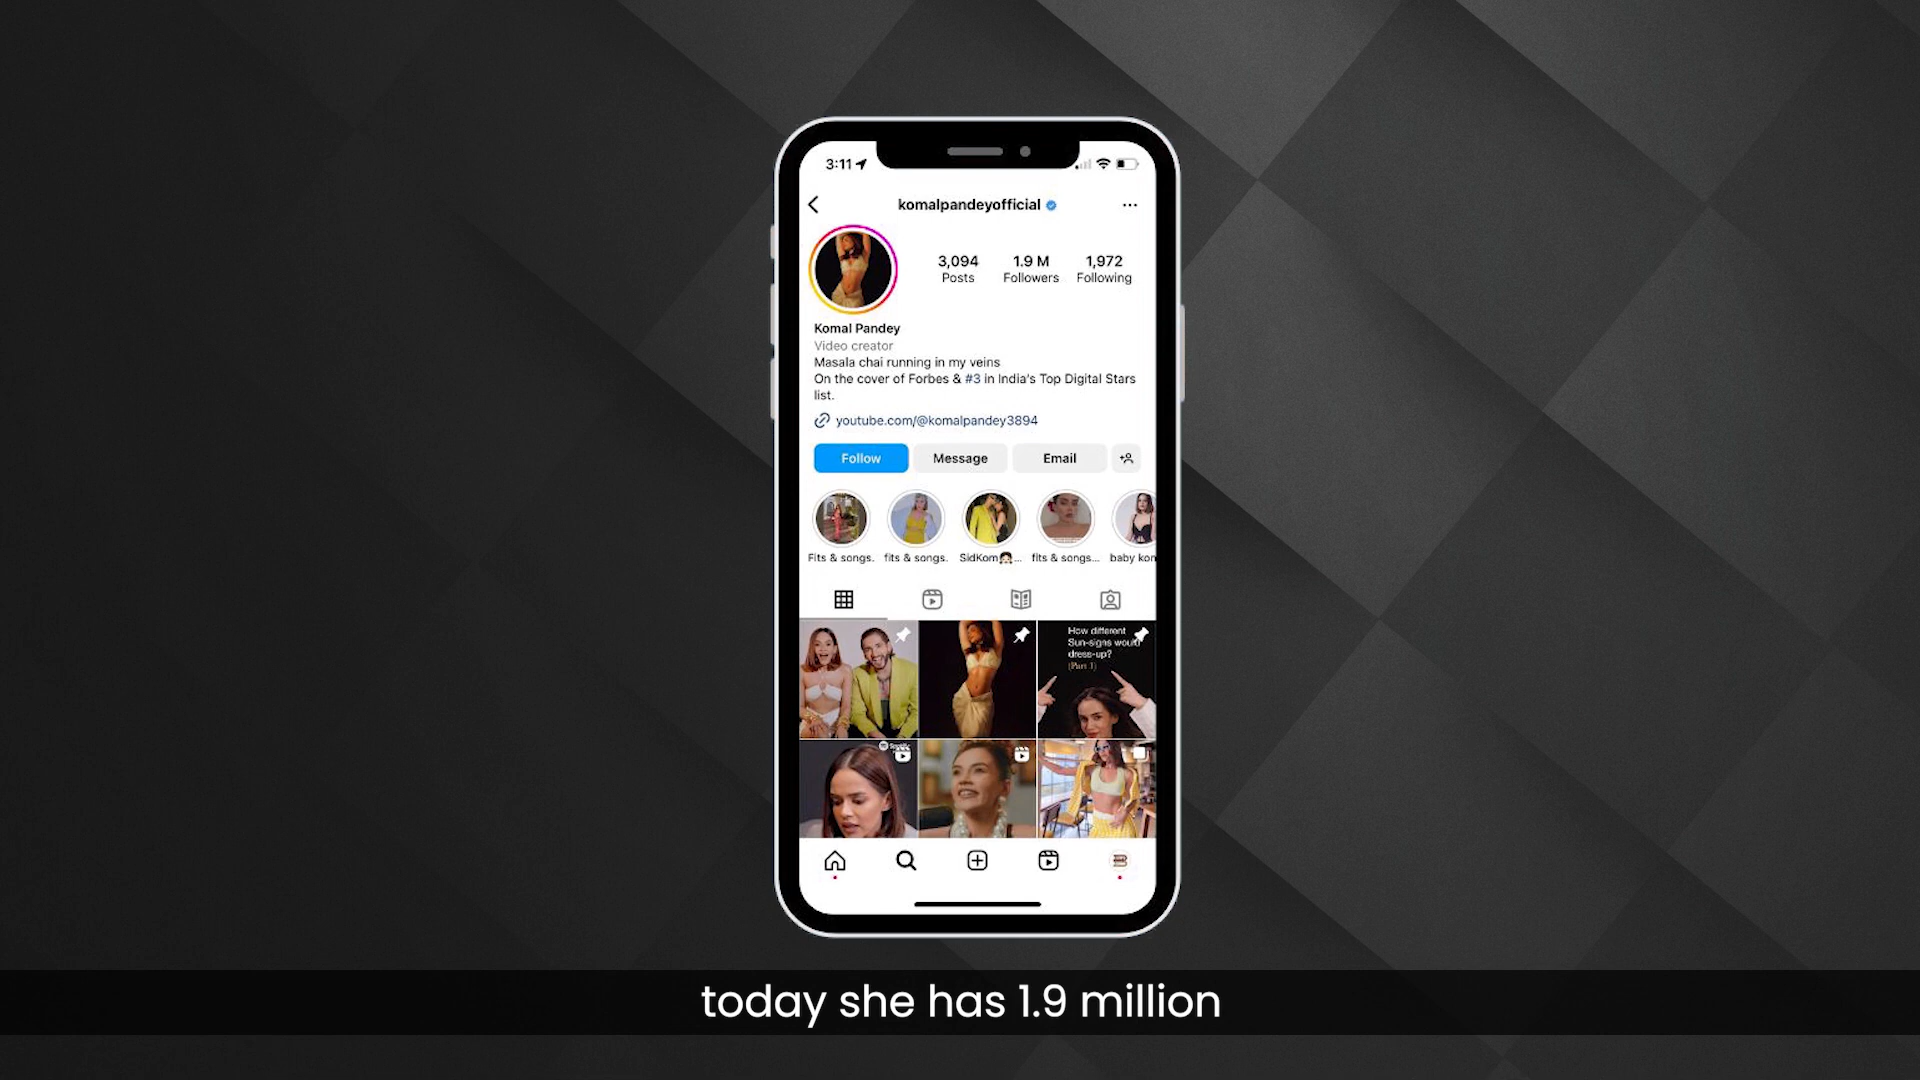 3:11
komalpandeyofficial
3,094 1.9 M 1,972
Posts Followers Following
Komal Pandey
Video creator
Masala chai running in my veins
On the cover of Forbes & #3 in India's Top Digital Stars
list.
youtube.com/@komalpandey3894
Follow Message Email
Fits & songs. fits & songs. SidKom... fits & songs... baby kom
How different
Sun-signs would
dress-up?
(Part 1)
today she has 1.9 million